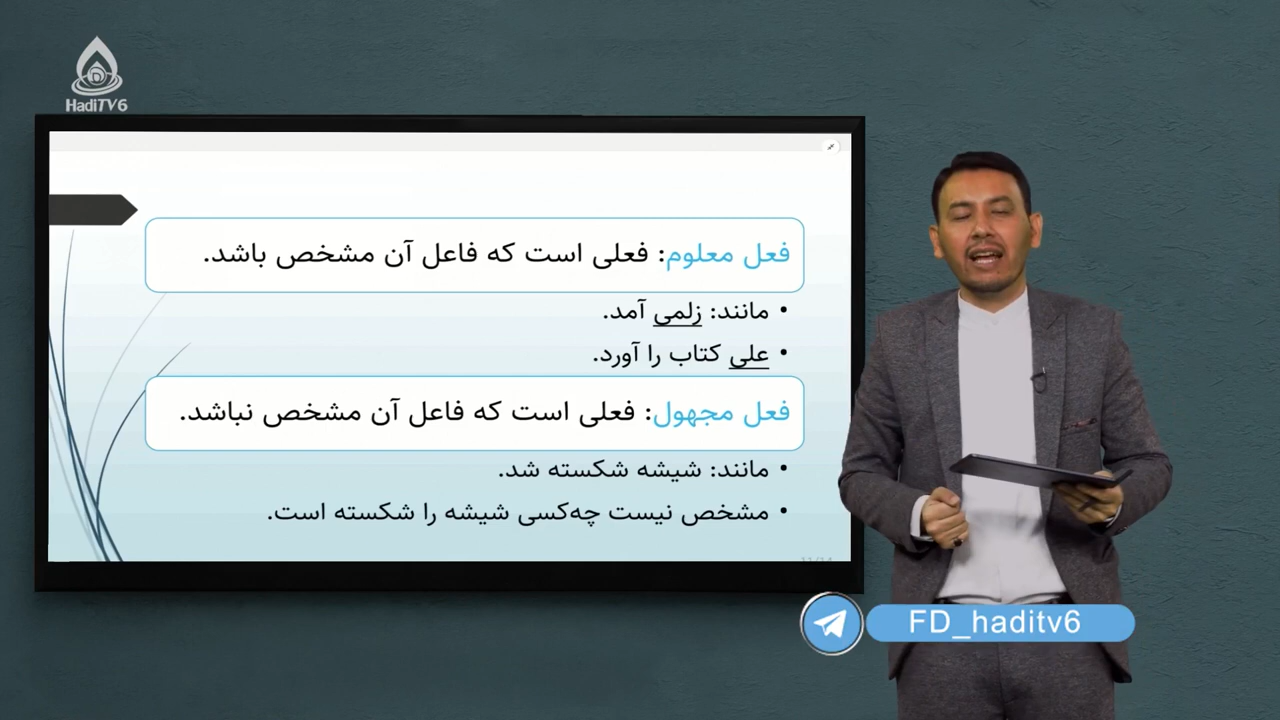 HadiTV6
فعل معلوم: فعلی است که فاعل آن مشخص باشد.
• مانند: زلمی آمد.
• علی کتاب را آورد.
فعل مجهول: فعلی است که فاعل آن مشخص نباشد.
• مانند: شیشه شکسته شد.
• مشخص نیست چه‌کسی شیشه را شکسته است.
FD_haditv6